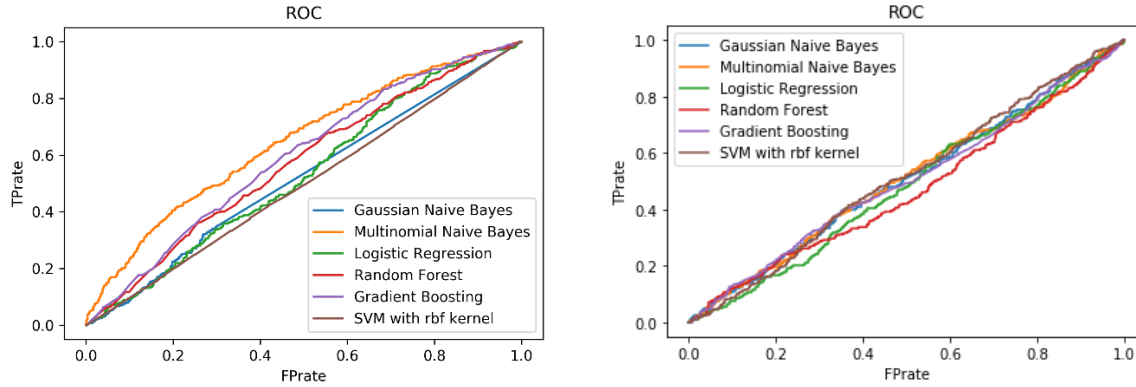 ROC
1.0
0.8
0.6
0.4
0.2
0.0
TPrate
Gaussian Naive Bayes
Multinomial Naive Bayes
Logistic Regression
Random Forest
Gradient Boosting
SVM with rbf kernel
0.0 0.2 0.4 0.6 0.8 1.0
FPrate
ROC
1.0
0.8
0.6
0.4
0.2
0.0
TPrate
Gaussian Naive Bayes
Multinomial Naive Bayes
Logistic Regression
Random Forest
Gradient Boosting
SVM with rbf kernel
0.0 0.2 0.4 0.6 0.8 1.0
FPrate